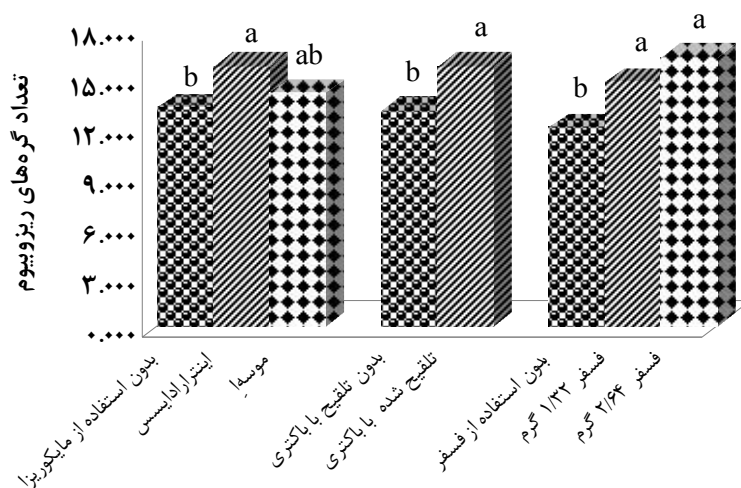 تعداد گره‌های ریزوبیوم
۱۸.۰۰۰
۱۵.۰۰۰
۱۲.۰۰۰
۹.۰۰۰
۶.۰۰۰
۳.۰۰۰
۰.۰۰۰
b
a
ab
b
a
b
a
a
بدون استفاده از مایکوریزا
اینترارادایسس
موسه‌اِ
بدون تلقیح با باکتری
تلقیح شده با باکتری
بدون استفاده از فسفر
فسفر ۱/۳۲ گرم
فسفر ۲/۶۴ گرم